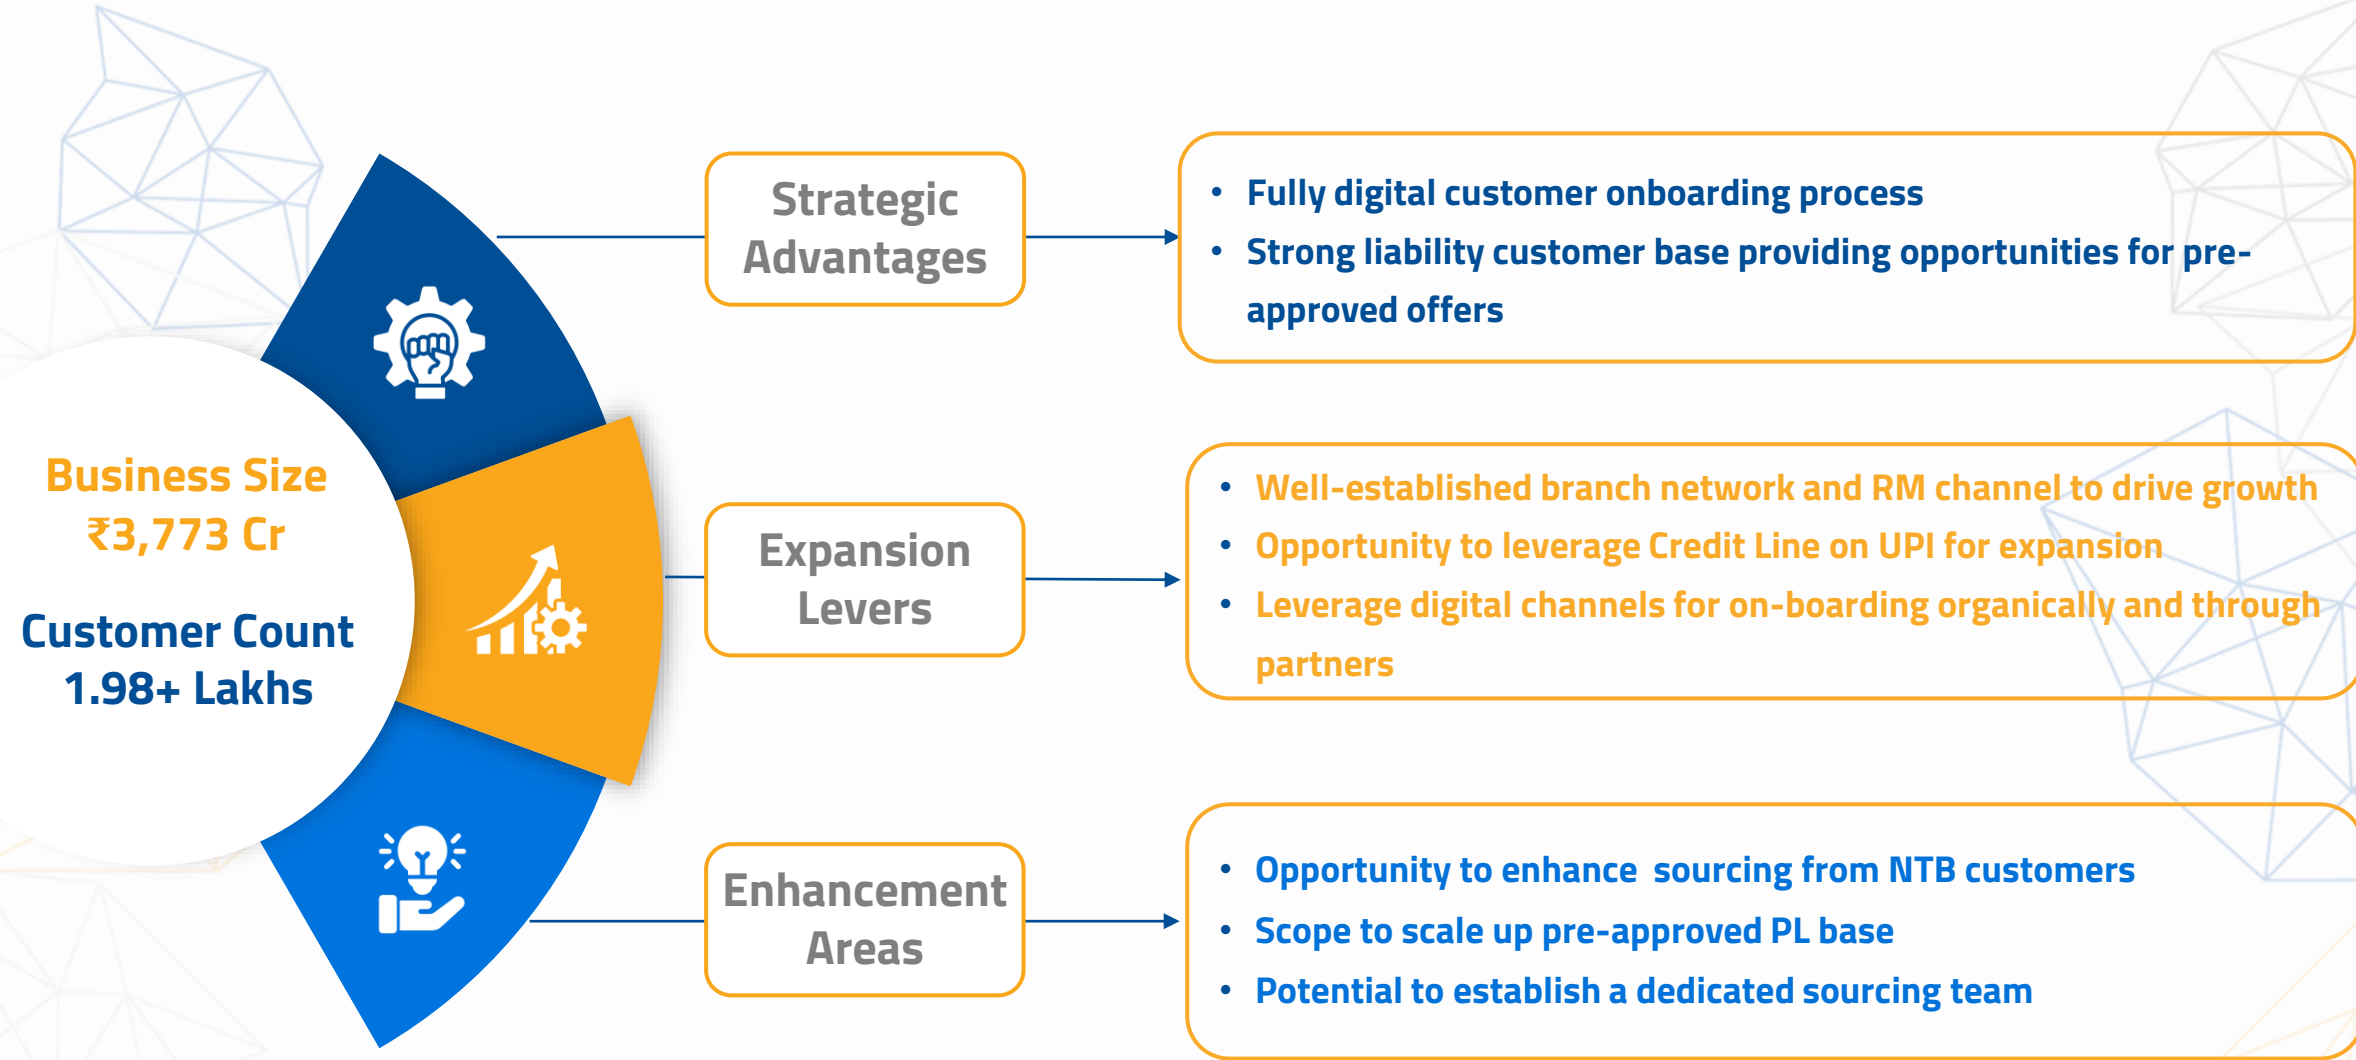 Business Size
₹3,773 Cr
Customer Count
1.98+ Lakhs
Strategic
Advantages
• Fully digital customer onboarding process
• Strong liability customer base providing opportunities for pre-
approved offers
Expansion
Levers
• Well-established branch network and RM channel to drive growth
• Opportunity to leverage Credit Line on UPI for expansion
• Leverage digital channels for on-boarding organically and through
partners
Enhancement
Areas
• Opportunity to enhance  sourcing from NTB customers
• Scope to scale up pre-approved PL base
• Potential to establish a dedicated sourcing team